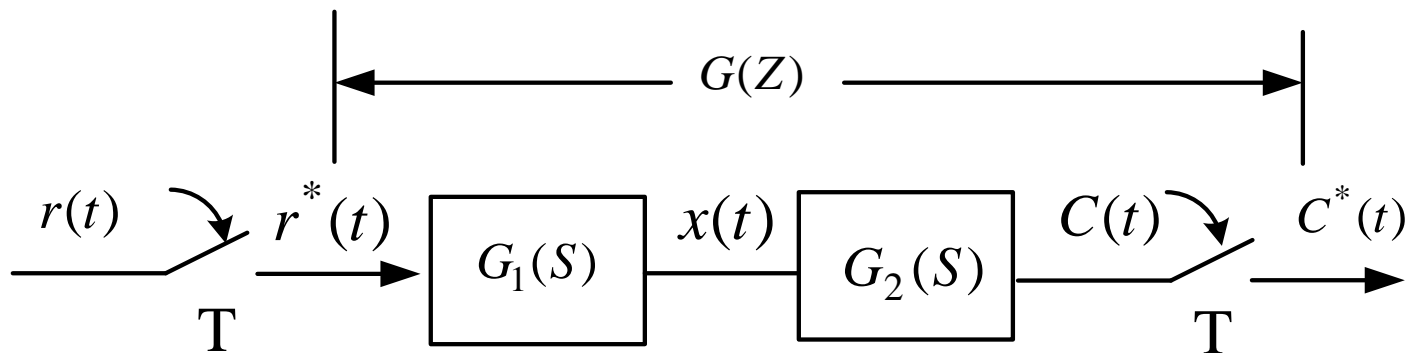 G(Z)
r(t)
r*(t)
G₁(S)
x(t)
G₂(S)
C(t)
C*(t)
T
T